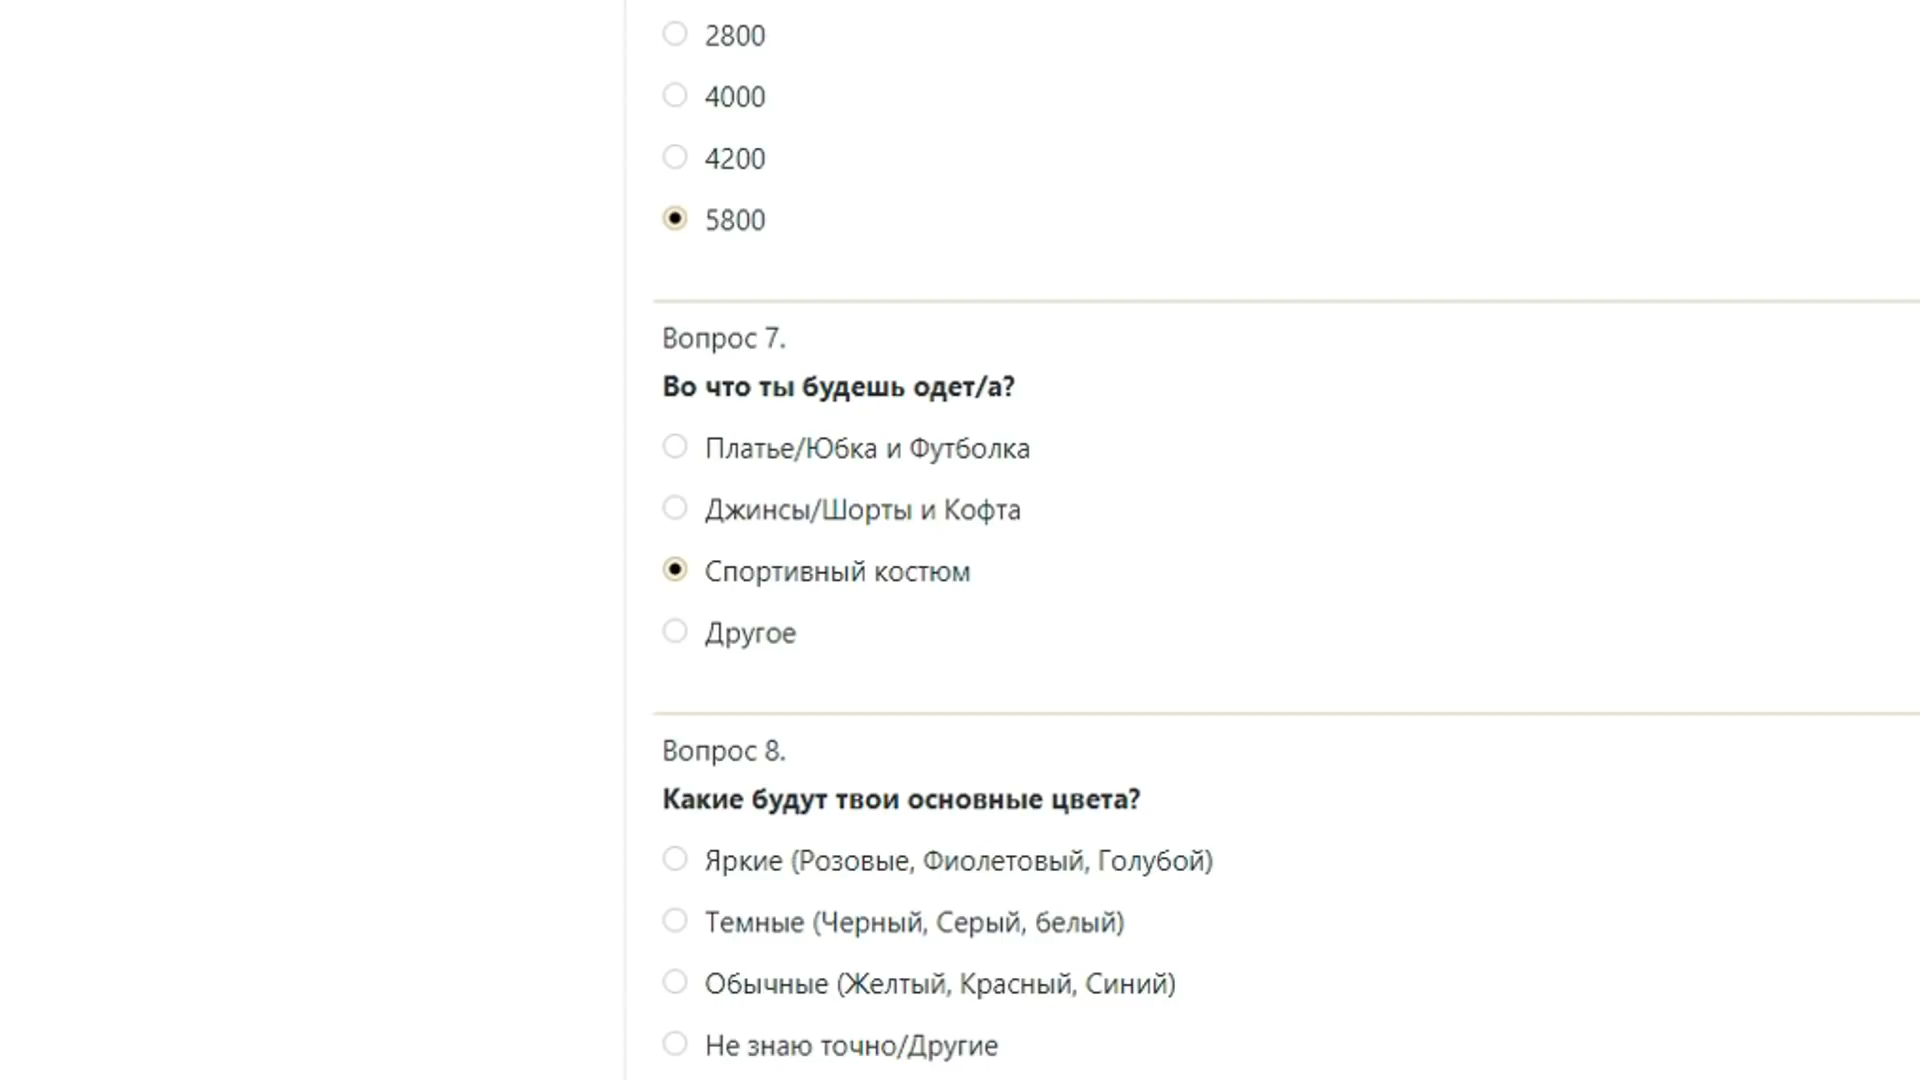 2800
4000
4200
5800
Вопрос 7.
Во что ты будешь одет/а?
Платье/Юбка и Футболка
Джинсы/Шорты и Кофта
Спортивный костюм
Другое
Вопрос 8.
Какие будут твои основные цвета?
Яркие (Розовые, Фиолетовый, Голубой)
Темные (Черный, Серый, белый)
Обычные (Желтый, Красный, Синий)
Не знаю точно/Другие